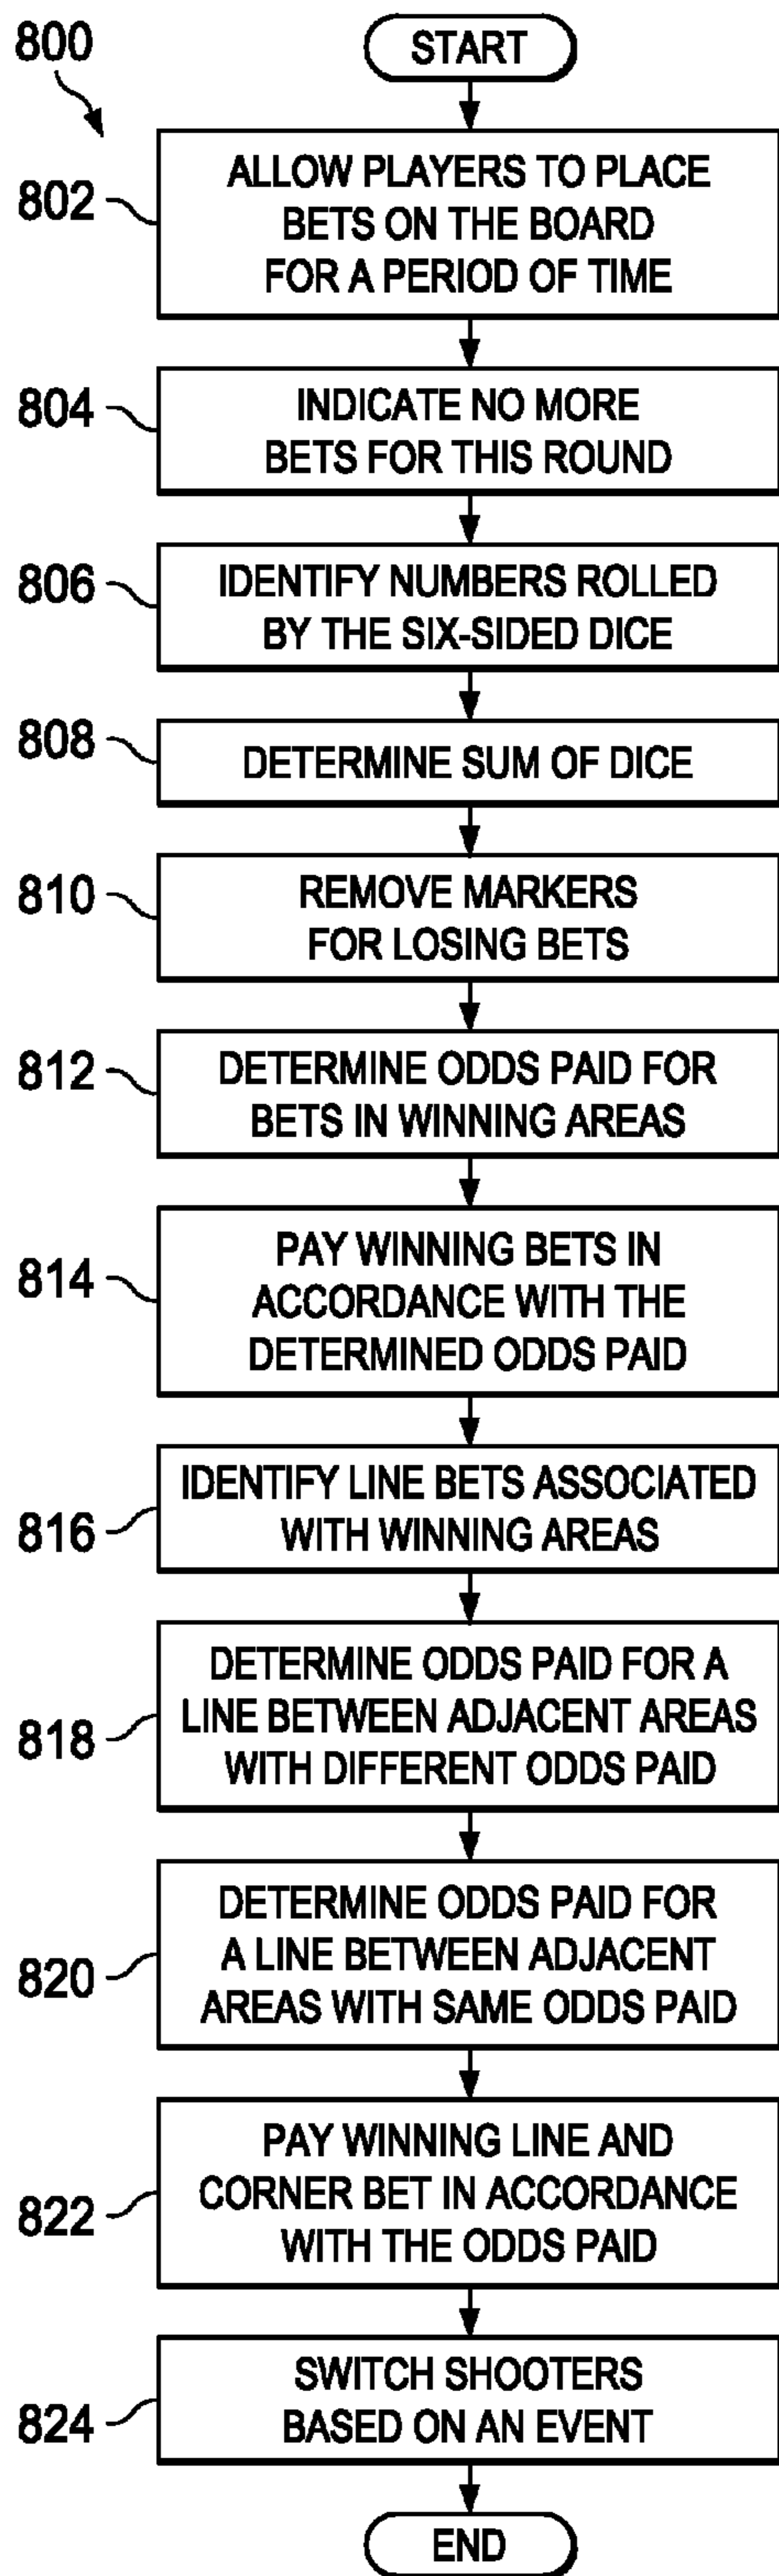 800
START
802
ALLOW PLAYERS TO PLACE
BETS ON THE BOARD
FOR A PERIOD OF TIME
804
INDICATE NO MORE
BETS FOR THIS ROUND
806
IDENTIFY NUMBERS ROLLED
BY THE SIX-SIDED DICE
808
DETERMINE SUM OF DICE
810
REMOVE MARKERS
FOR LOSING BETS
812
DETERMINE ODDS PAID FOR
BETS IN WINNING AREAS
814
PAY WINNING BETS IN
ACCORDANCE WITH THE
DETERMINED ODDS PAID
816
IDENTIFY LINE BETS ASSOCIATED
WITH WINNING AREAS
818
DETERMINE ODDS PAID FOR A
LINE BETWEEN ADJACENT AREAS
WITH DIFFERENT ODDS PAID
820
DETERMINE ODDS PAID FOR
A LINE BETWEEN ADJACENT
AREAS WITH SAME ODDS PAID
822
PAY WINNING LINE AND
CORNER BET IN ACCORDANCE
WITH THE ODDS PAID
824
SWITCH SHOOTERS
BASED ON AN EVENT
END